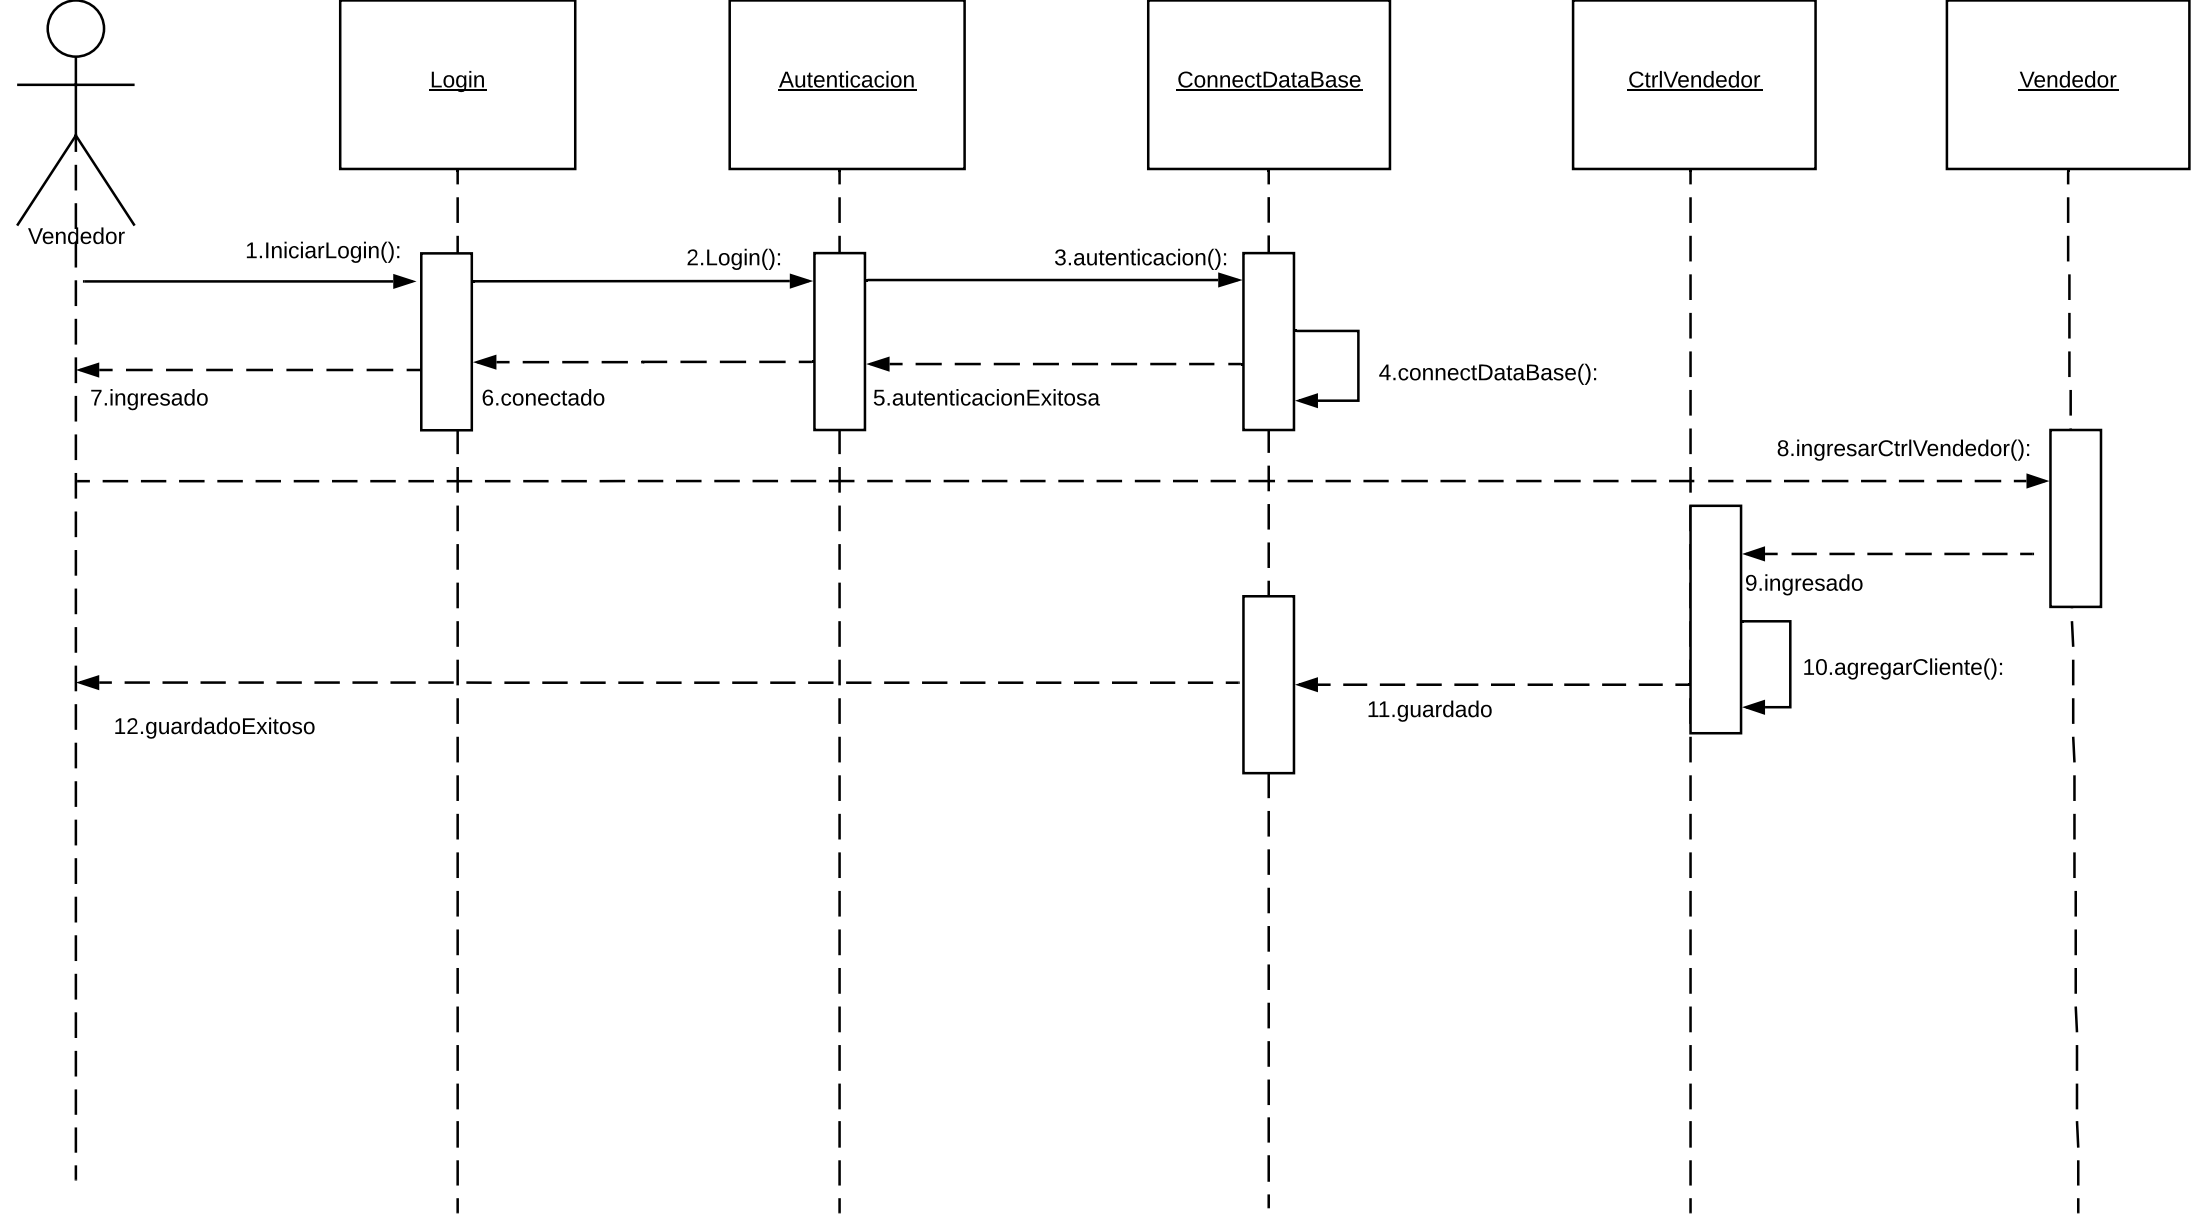 Login
Autenticacion
ConnectDataBase
CtrlVendedor
Vendedor
Vendedor
1.IniciarLogin():
2.Login():
3.autenticacion():
4.connectDataBase():
7.ingresado
6.conectado
5.autenticacionExitosa
8.ingresarCtrlVendedor():
9.ingresado
10.agregarCliente():
11.guardado
12.guardadoExitoso